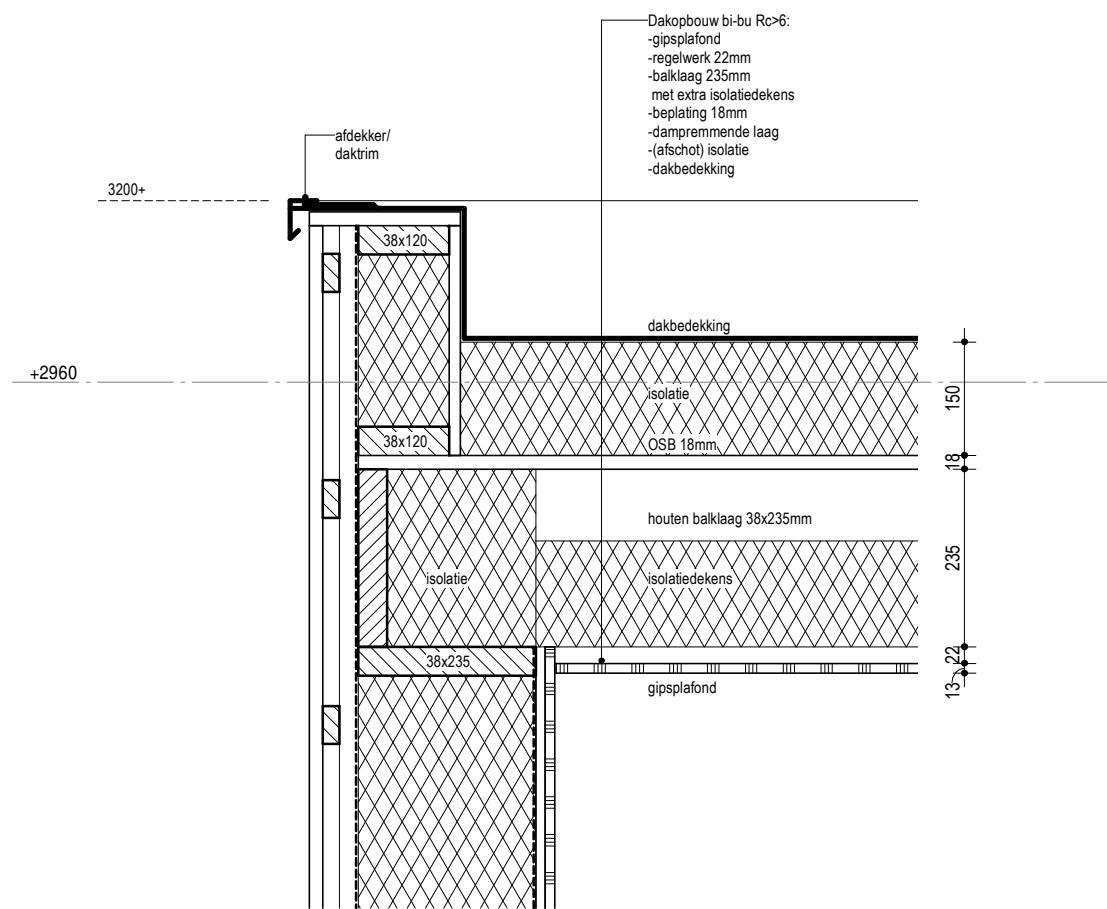 Dakopbouw bi-bu Rc>6:
-gipsplafond
-regelwerk 22mm
-balklaag 235mm
met extra isolatiedekens
-beplating 18mm
-dampremmende laag
-(afschot) isolatie
-dakbedekking
afdekker/
daktrim
3200+
38x120
dakbedekking
+2960
isolatie
150
38x120
OSB 18mm
18
houten balklaag 38x235mm
235
isolatie
isolatiedekens
38x235
22
gipsplafond
13